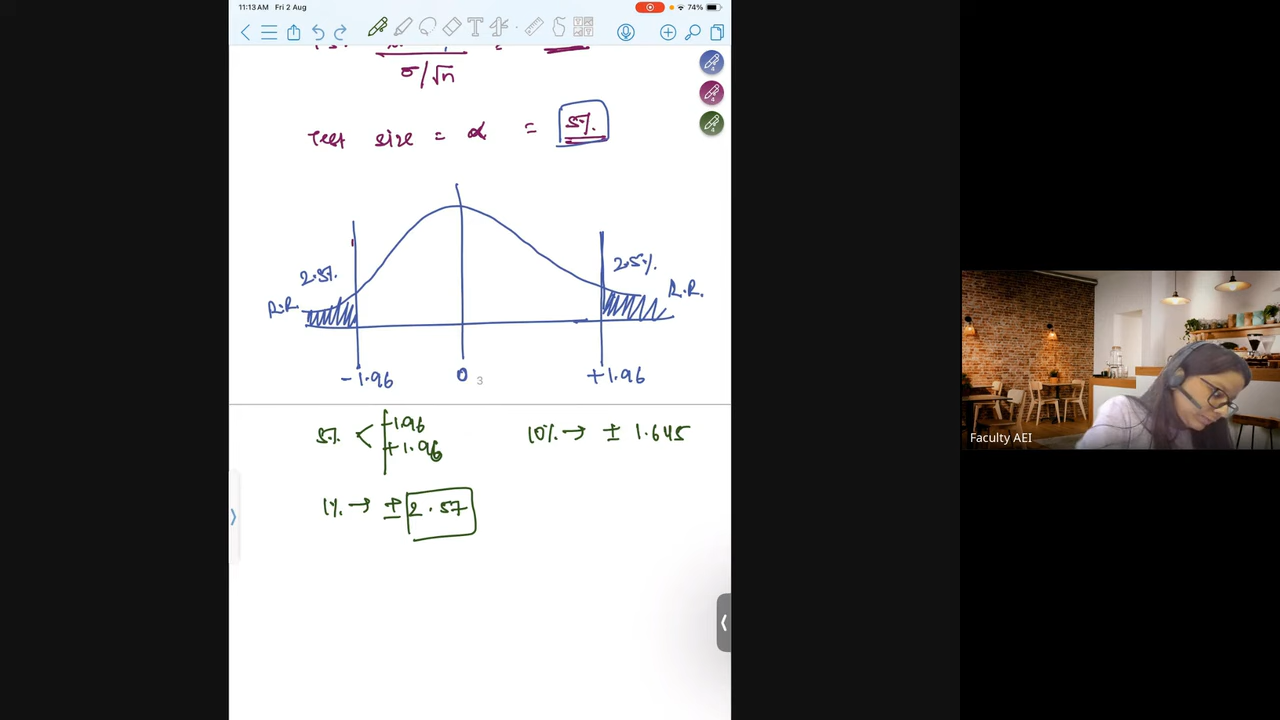 11:13 AM Fri 2 Aug
74%
σ/√n
Test size = α = 5%
2.5%
2.5%
R.R.
R.R.
-1.96
0
3
+1.96
5% < -1.96
+1.96
10% → ± 1.645
1% → ± 2.57
Faculty AEI